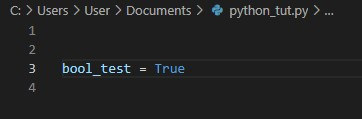 C: > Users > User > Documents > python_tut.py > ...
1
2
3 bool_test = True
4